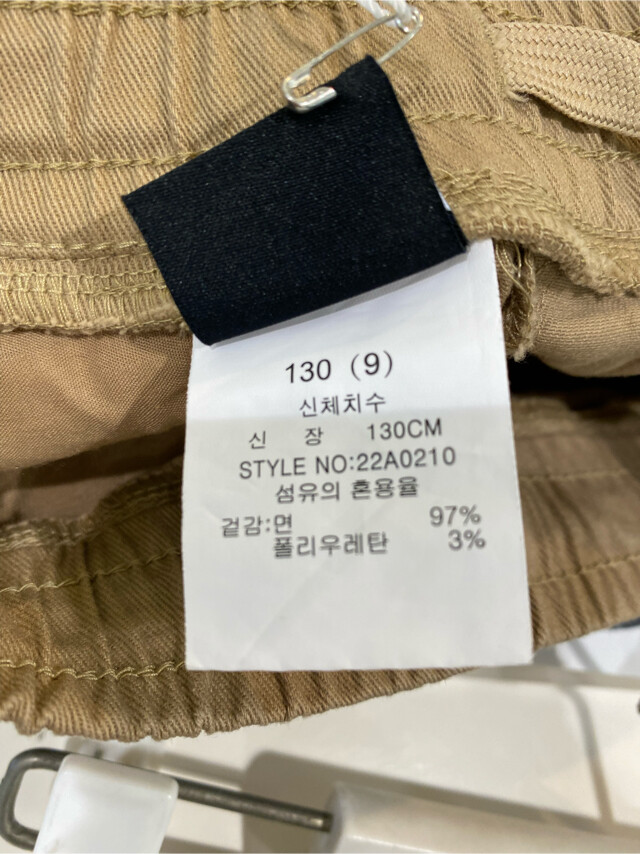 130 (9)
신체치수
신 장 130CM
STYLE NO:22A0210
섬유의 혼용율
겉감:면 97%
폴리우레탄 3%